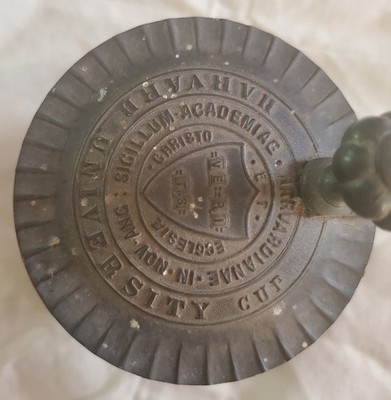 HARVARD UNIVERSITY CUP
SIGILLUM·ACADEMIAE·HARVARDIANAE·IN·NOV·ANG:
CHRISTO · ET · ECCLESIAE
VE RI
TAS